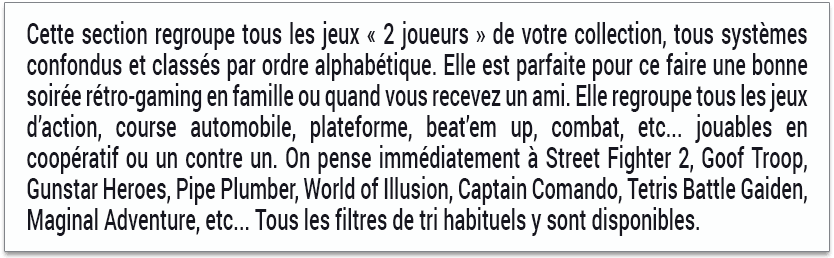 Cette section regroupe tous les jeux « 2 joueurs » de votre collection, tous systèmes
confondus et classés par ordre alphabétique. Elle est parfaite pour ce faire une bonne
soirée rétro-gaming en famille ou quand vous recevez un ami. Elle regroupe tous les jeux
d'action, course automobile, plateforme, beat'em up, combat, etc... jouables en
coopératif ou un contre un. On pense immédiatement à Street Fighter 2, Goof Troop,
Gunstar Heroes, Pipe Plumber, World of Illusion, Captain Comando, Tetris Battle Gaiden,
Maginal Adventure, etc... Tous les filtres de tri habituels y sont disponibles.